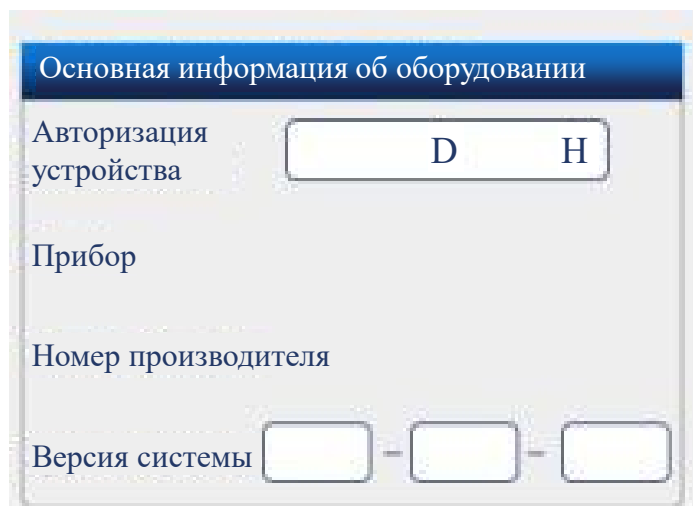 Основная информация об оборудовании
Авторизация
устройства
D H
Прибор
Номер производителя
Версия системы - -